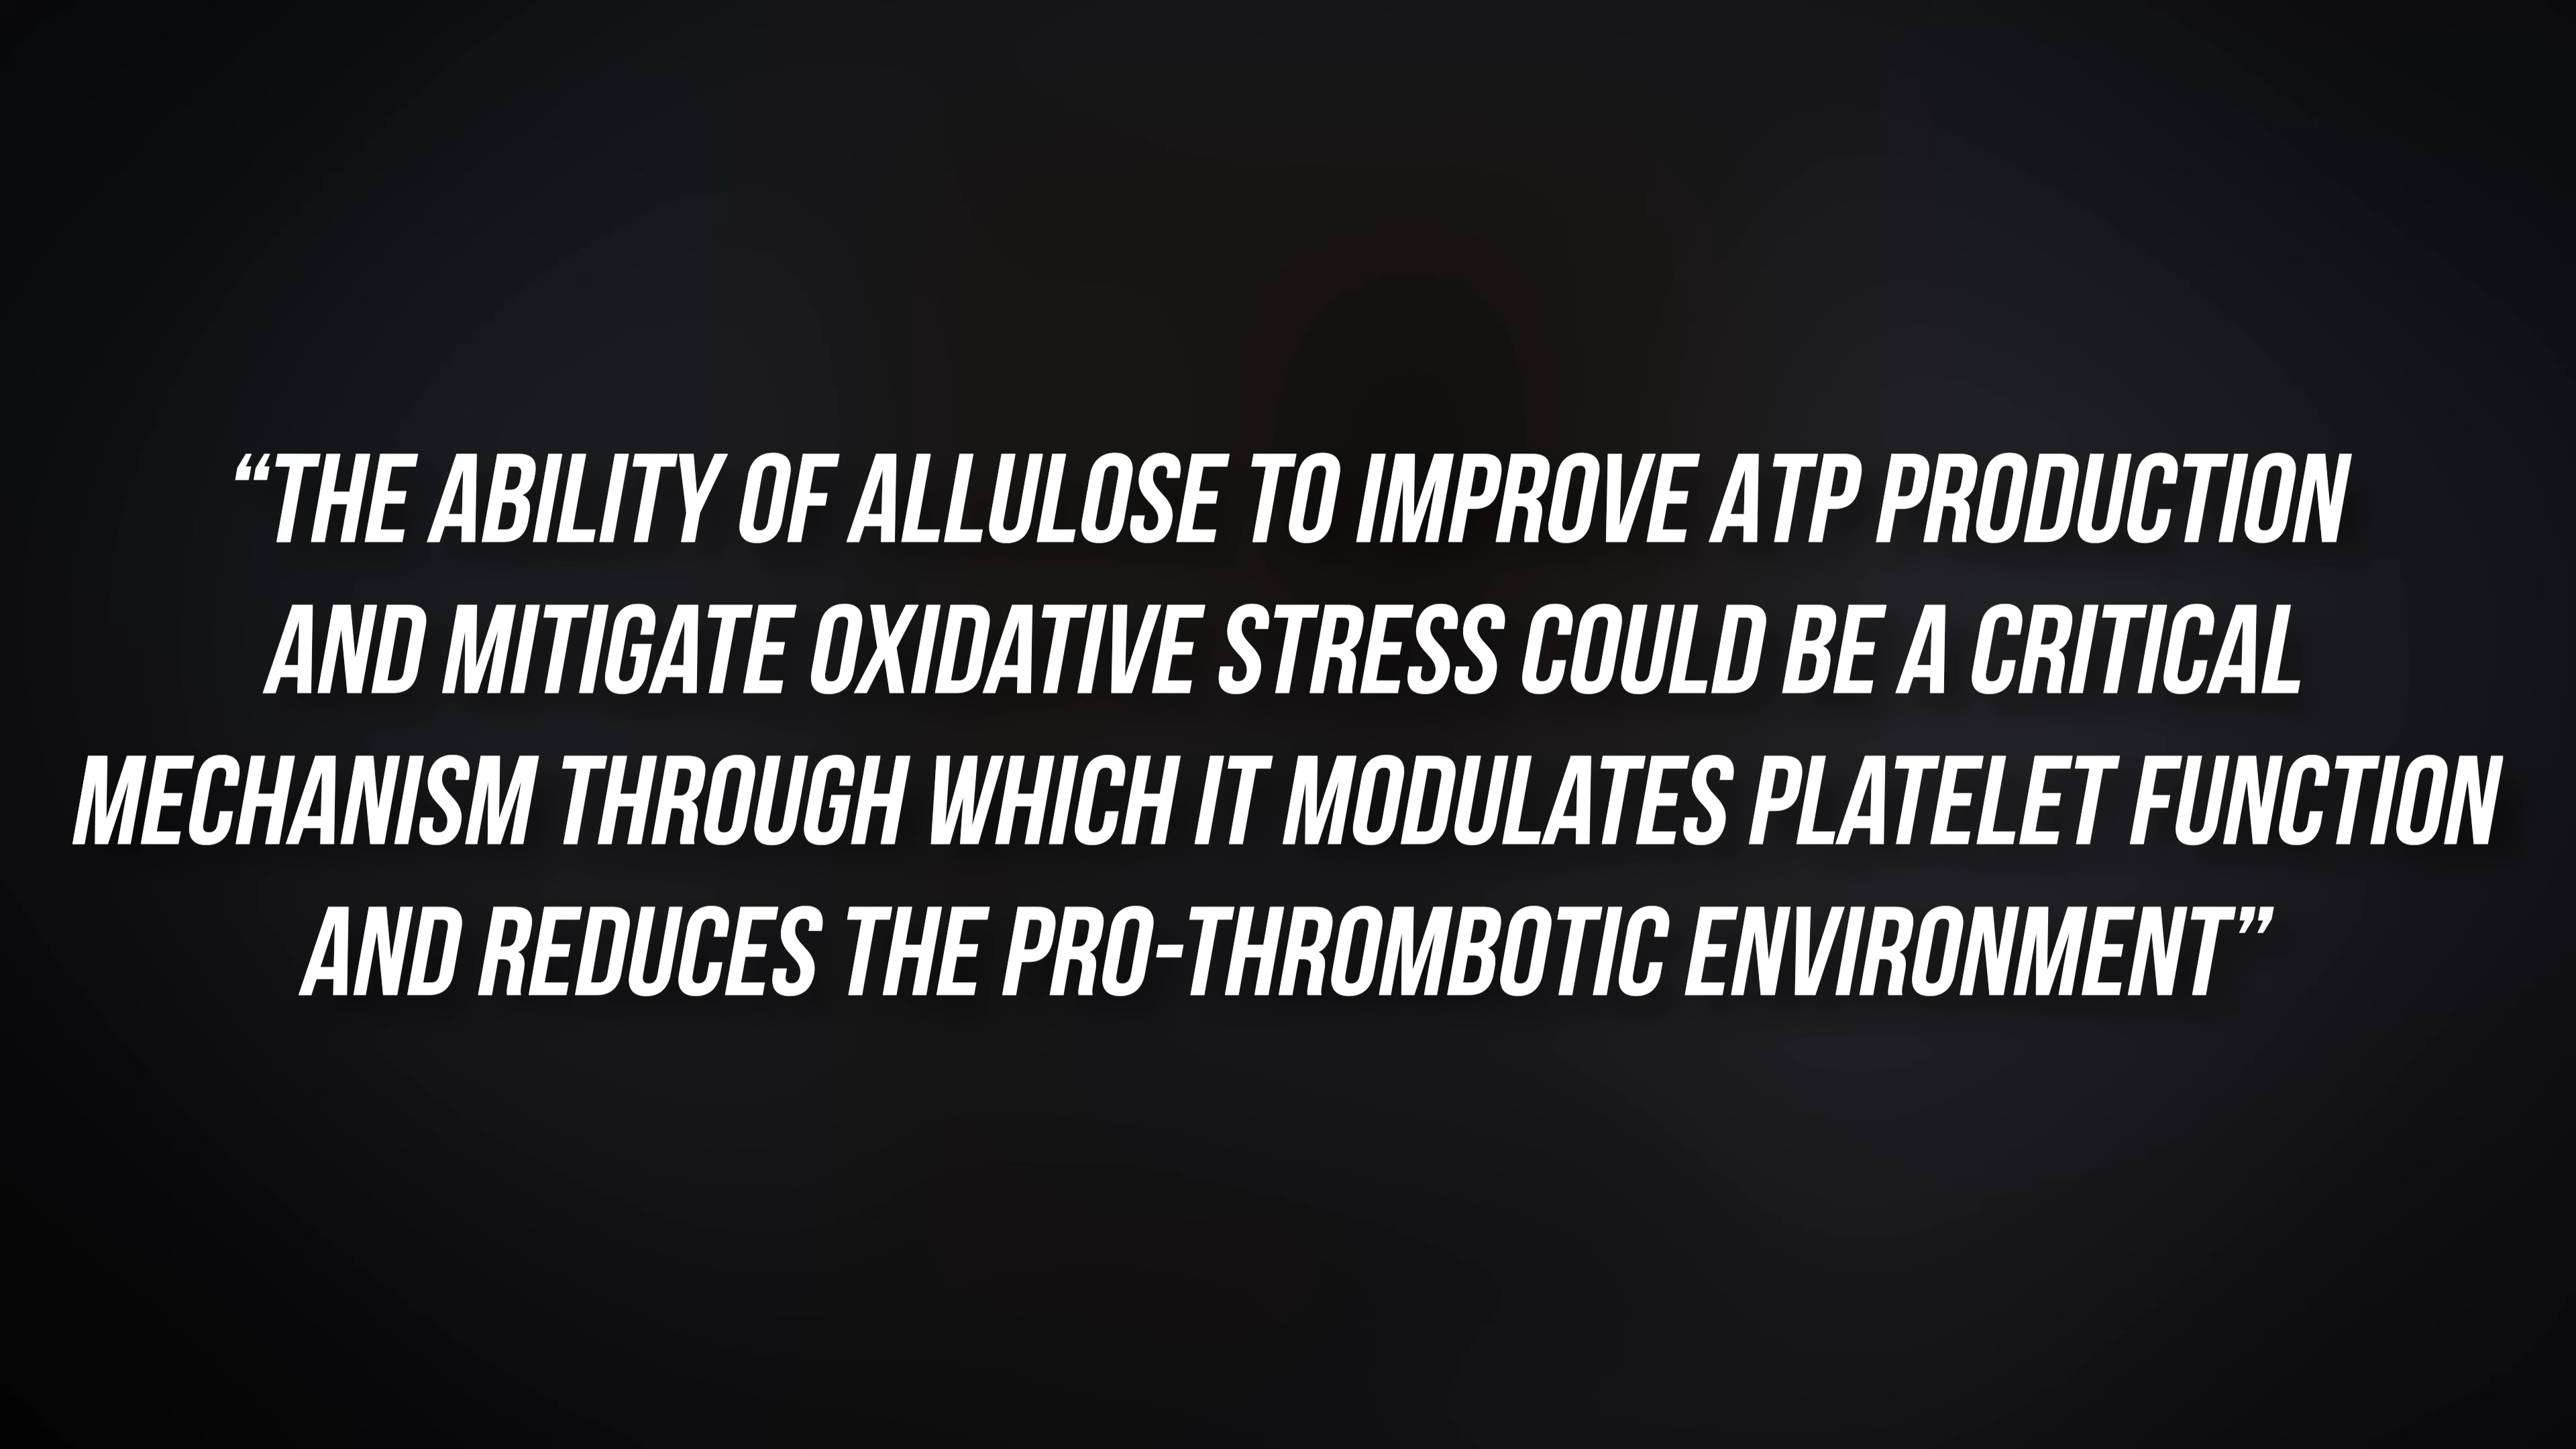 “THE ABILITY OF ALLULOSE TO IMPROVE ATP PRODUCTION
AND MITIGATE OXIDATIVE STRESS COULD BE A CRITICAL
MECHANISM THROUGH WHICH IT MODULATES PLATELET FUNCTION
AND REDUCES THE PRO-THROMBOTIC ENVIRONMENT”